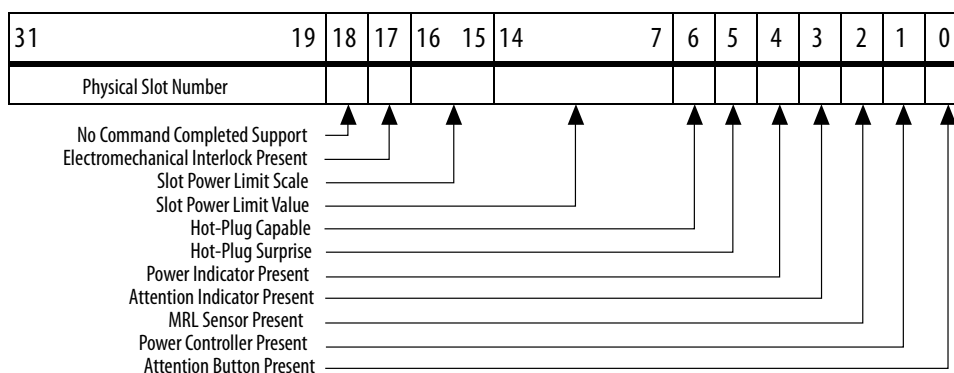 31 19 18 17 16 15 14 7 6 5 4 3 2 1 0
Physical Slot Number
No Command Completed Support
Electromechanical Interlock Present
Slot Power Limit Scale
Slot Power Limit Value
Hot-Plug Capable
Hot-Plug Surprise
Power Indicator Present
Attention Indicator Present
MRL Sensor Present
Power Controller Present
Attention Button Present